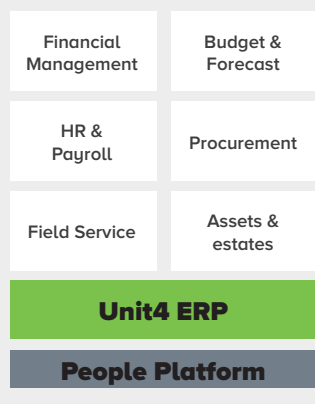 Financial
Management
Budget &
Forecast
HR &
Payroll
Procurement
Field Service
Assets &
estates
Unit4 ERP
People Platform